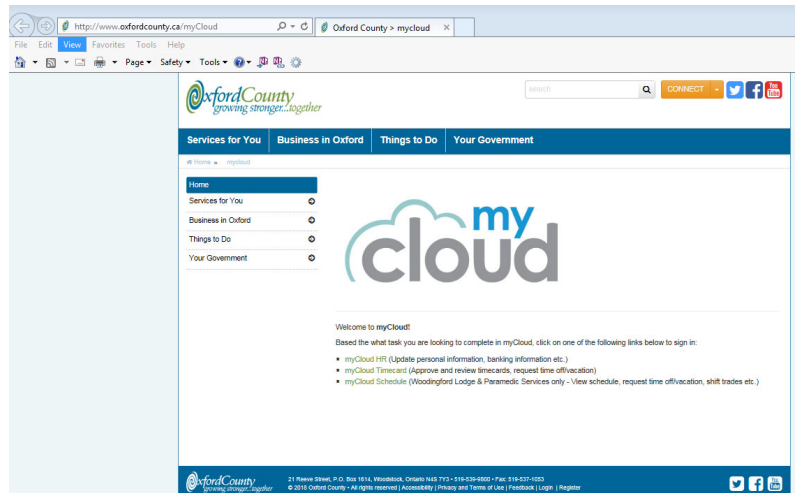 http://www.oxfordcounty.ca/myCloud
Oxford County > mycloud
File Edit View Favorites Tools Help
Page Safety Tools
OxfordCounty
growing stronger...together
search
CONNECT
You Tube
Services for You Business in Oxford Things to Do Your Government
Home mycloud
Home
Services for You
Business in Oxford
Things to Do
Your Government
my
cloud
Welcome to myCloud!
Based the what task you are looking to complete in myCloud, click on one of the following links below to sign in:
myCloud HR (Update personal information, banking information etc.)
myCloud Timecard (Approve and review timecards, request time off/vacation)
myCloud Schedule (Woodingford Lodge & Paramedic Services only - View schedule, request time off/vacation, shift trades etc.)
OxfordCounty
growing stronger...together
21 Reeve Street, P.O. Box 1614, Woodstock, Ontario N4S 7Y3 • 519-539-9800 • Fax: 519-537-1053
© 2016 Oxford County • All rights reserved | Accessibility | Privacy and Terms of Use | Feedback | Login | Register
You Tube